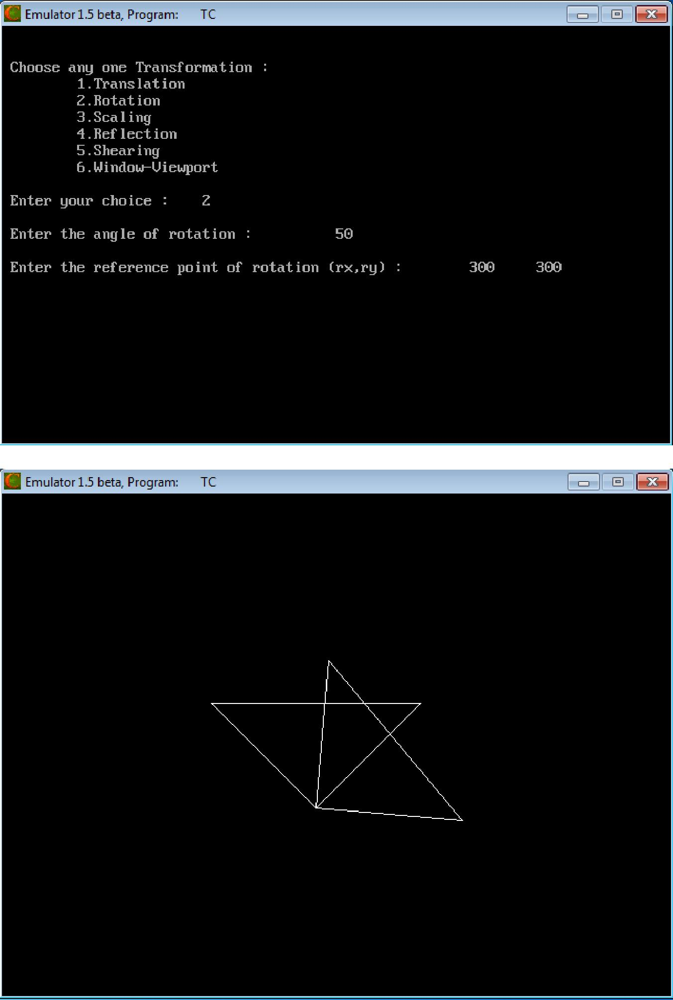 Emulator 1.5 beta, Program: TC
Choose any one Transformation :
1.Translation
2.Rotation
3.Scaling
4.Reflection
5.Shearing
6.Window-Viewport
Enter your choice : 2
Enter the angle of rotation : 50
Enter the reference point of rotation (rx,ry) : 300 300
Emulator 1.5 beta, Program: TC